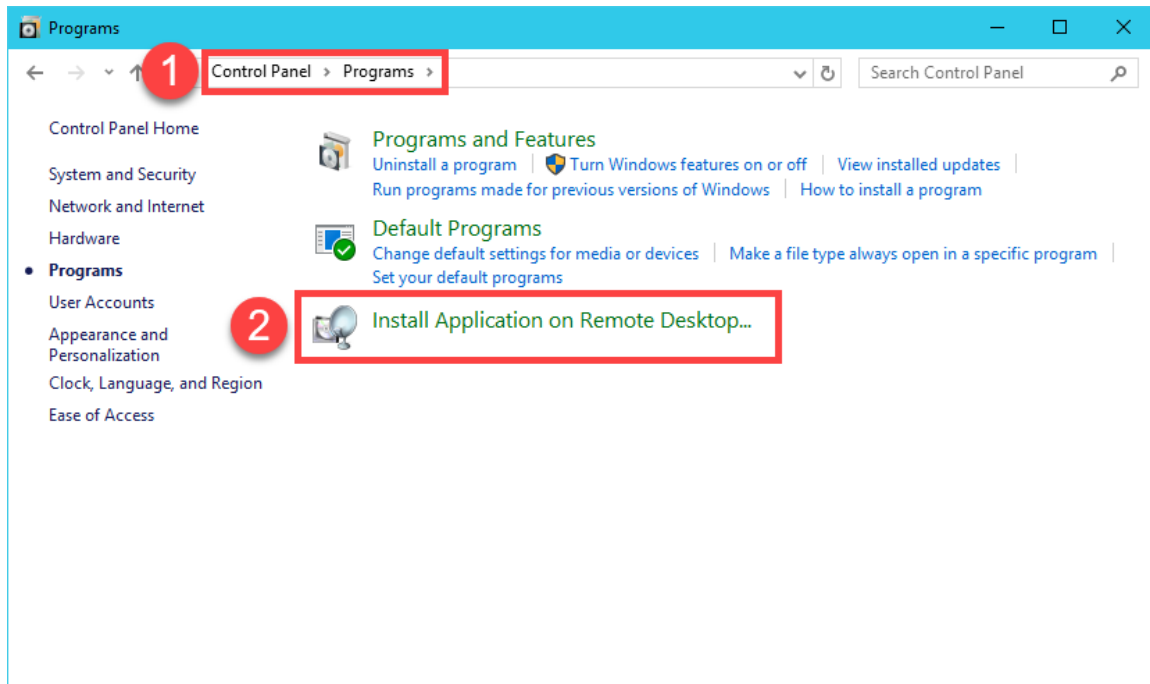 Programs
1
Control Panel > Programs >
Search Control Panel
Control Panel Home
System and Security
Network and Internet
Hardware
Programs
User Accounts
Appearance and
Personalization
Clock, Language, and Region
Ease of Access
Programs and Features
Uninstall a program | Turn Windows features on or off | View installed updates |
Run programs made for previous versions of Windows | How to install a program
Default Programs
Change default settings for media or devices | Make a file type always open in a specific program |
Set your default programs
2
Install Application on Remote Desktop...